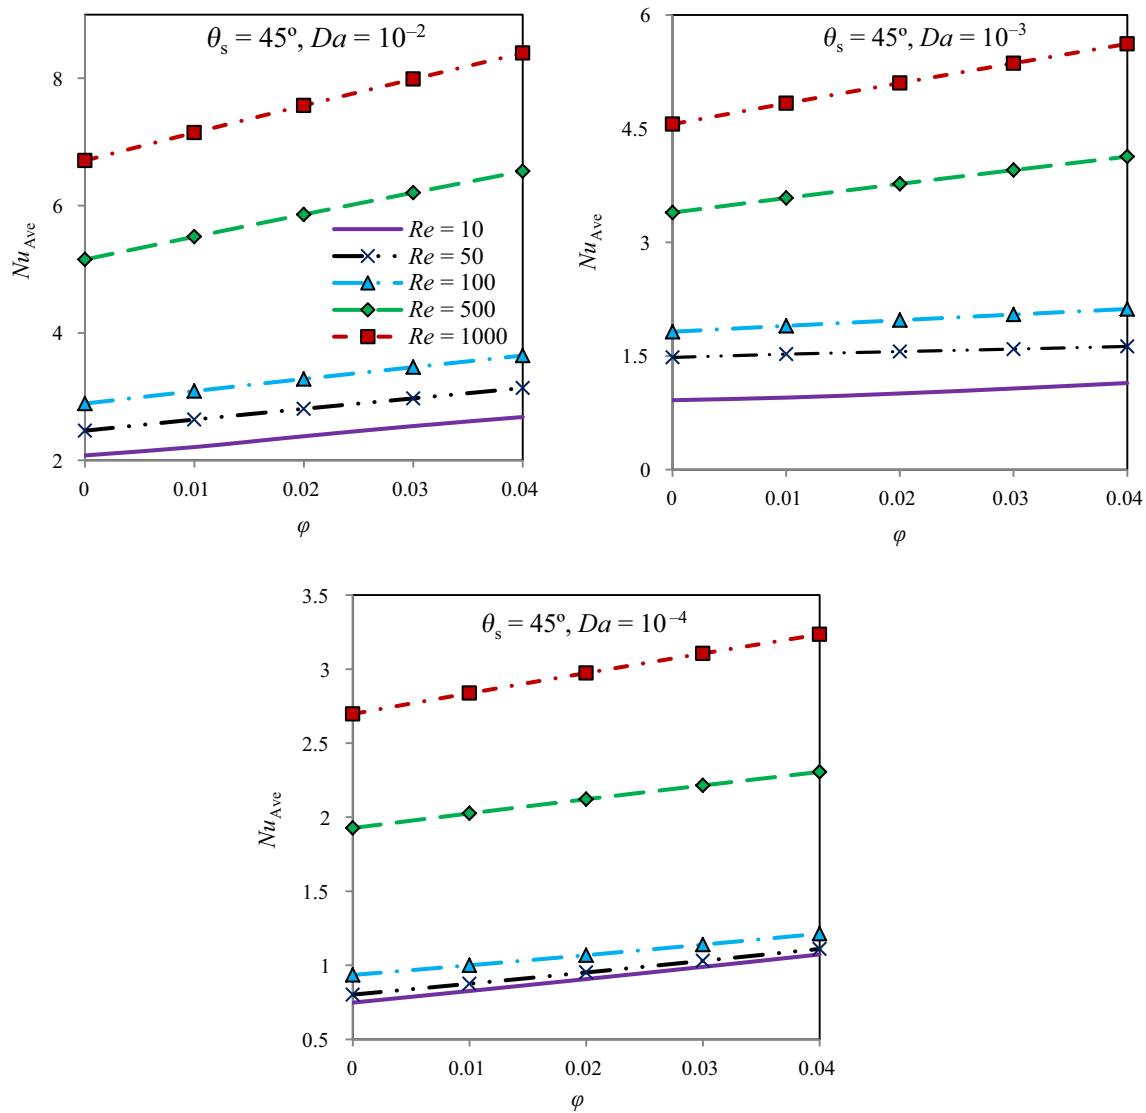 θs = 45º, Da = 10⁻²
8
6
4
2
NuAve
Re = 10
Re = 50
Re = 100
Re = 500
Re = 1000
0 0.01 0.02 0.03 0.04
φ
θs = 45º, Da = 10⁻³
6
4.5
3
1.5
0
NuAve
0 0.01 0.02 0.03 0.04
φ
θs = 45º, Da = 10⁻⁴
3.5
3
2.5
2
1.5
1
0.5
NuAve
0 0.01 0.02 0.03 0.04
φ